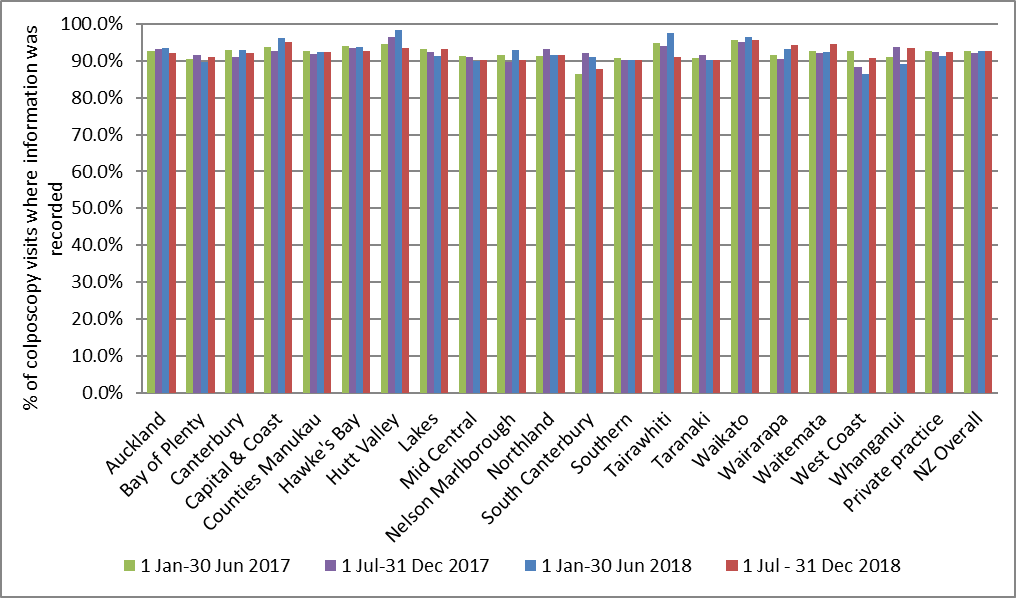 % of colposcopy visits where information was
recorded
100.0%
90.0%
80.0%
70.0%
60.0%
50.0%
40.0%
30.0%
20.0%
10.0%
0.0%
Auckland
Bay of Plenty
Canterbury
Capital & Coast
Counties Manukau
Hawke's Bay
Hutt Valley
Lakes
Mid Central
Nelson Marlborough
Northland
South Canterbury
Southern
Tairawhiti
Taranaki
Waikato
Wairarapa
Waitemata
West Coast
Whanganui
Private practice
NZ Overall
1 Jan-30 Jun 2017
1 Jul-31 Dec 2017
1 Jan-30 Jun 2018
1 Jul - 31 Dec 2018